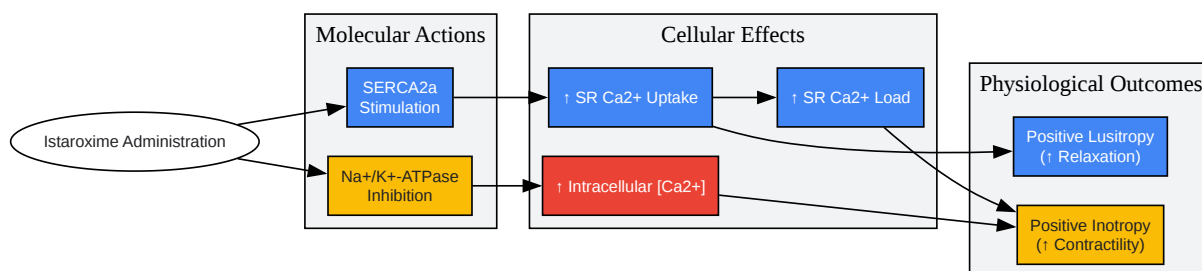 Molecular Actions
Cellular Effects
Physiological Outcomes
Istaroxime Administration
SERCA2a
Stimulation
↑ SR Ca2+ Uptake
↑ SR Ca2+ Load
Positive Lusitropy
(↑ Relaxation)
Na+/K+-ATPase
Inhibition
↑ Intracellular [Ca2+]
Positive Inotropy
(↑ Contractility)